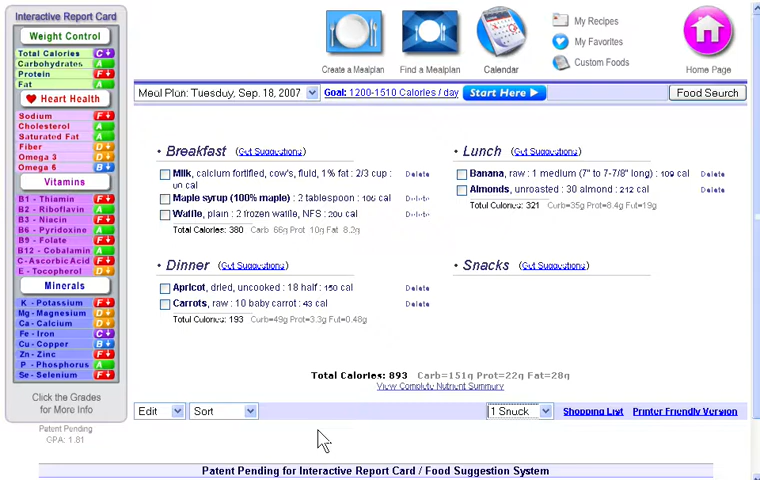 Interactive Report Card
Weight Control
Total Calories C
Carbohydrates A
Protein F
Fat A
Heart Health
Sodium F
Cholesterol A
Saturated Fat A
Fiber D
Omega 3 D
Omega 6 B
Vitamins
B1 - Thiamin F
B2 - Riboflavin A
B3 - Niacin F
B6 - Pyridoxine A
B9 - Folate F
B12 - Cobalamin D
C - Ascorbic Acid F
E - Tocopherol D
Minerals
K - Potassium F
Mg - Magnesium D
Ca - Calcium D
Fe - Iron C
Cu - Copper B
Zn - Zinc F
P - Phosphorus A
Se - Selenium F
Click the Grades
for More Info
Patent Pending
GPA: 1.81
Create a Mealplan
Find a Mealplan
Calendar
My Recipes
My Favorites
Custom Foods
Home Page
Meal Plan: Tuesday, Sep. 18, 2007
Goal: 1200-1510 Calories / day
Start Here
Food Search
• Breakfast (Get Suggestions)
Milk, calcium fortified, cow's, fluid, 1% fat : 2/3 cup :
cal
Delete
Maple syrup (100% maple) : 2 tablespoon : cal
Delete
Waffle, plain : 2 frozen waffle, NFS : 200 cal
Delete
Total Calories: 380 Carb=66g Prot=10g Fat=8.2g
• Lunch (Get Suggestions)
Banana, raw : 1 medium (7" to 7-7/8" long) : 109 cal
Delete
Almonds, unroasted : 30 almond : 212 cal
Delete
Total Calories: 321 Carb=35g Prot=8.4g Fat=19g
• Dinner (Get Suggestions)
Apricot, dried, uncooked : 18 half : 150 cal
Delete
Carrots, raw : 10 baby carrot : 43 cal
Delete
Total Calories: 193 Carb=49g Prot=3.3g Fat=0.48g
Snacks (Get Suggestions)
Total Calories: 893 Carb=151g Prot=22g Fat=28g
View Complete Nutrient Summary
Edit
Sort
1 Snack
Shopping List
Printer Friendly Version
Patent Pending for Interactive Report Card / Food Suggestion System